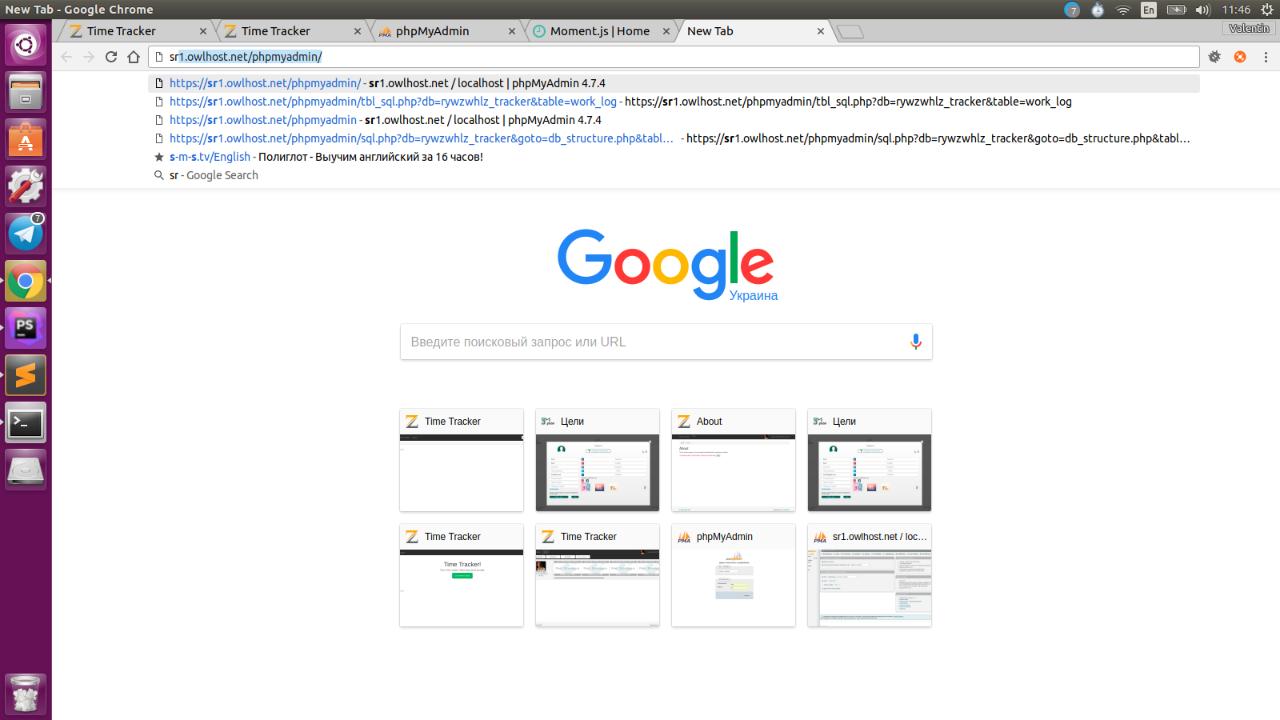 New Tab - Google Chrome
7
En
11:46
Time Tracker
Time Tracker
phpMyAdmin
Moment.js | Home
New Tab
Valentin
sr1.owlhost.net/phpmyadmin/
https://sr1.owlhost.net/phpmyadmin/ - sr1.owlhost.net / localhost | phpMyAdmin 4.7.4
https://sr1.owlhost.net/phpmyadmin/tbl_sql.php?db=rywzwhlz_tracker&table=work_log - https://sr1.owlhost.net/phpmyadmin/tbl_sql.php?db=rywzwhlz_tracker&table=work_log
https://sr1.owlhost.net/phpmyadmin - sr1.owlhost.net / localhost | phpMyAdmin 4.7.4
https://sr1.owlhost.net/phpmyadmin/sql.php?db=rywzwhlz_tracker&goto=db_structure.php&tabl... - https://sr1.owlhost.net/phpmyadmin/sql.php?db=rywzwhlz_tracker&goto=db_structure.php&tabl...
s-m-s.tv/English - Полиглот - Выучим английский за 16 часов!
sr - Google Search
7
PS
Google
Украина
Введите поисковый запрос или URL
Time Tracker
Цели
About
Цели
Time Tracker
Time Tracker
phpMyAdmin
sr1.owlhost.net / loc...
Time Tracker!